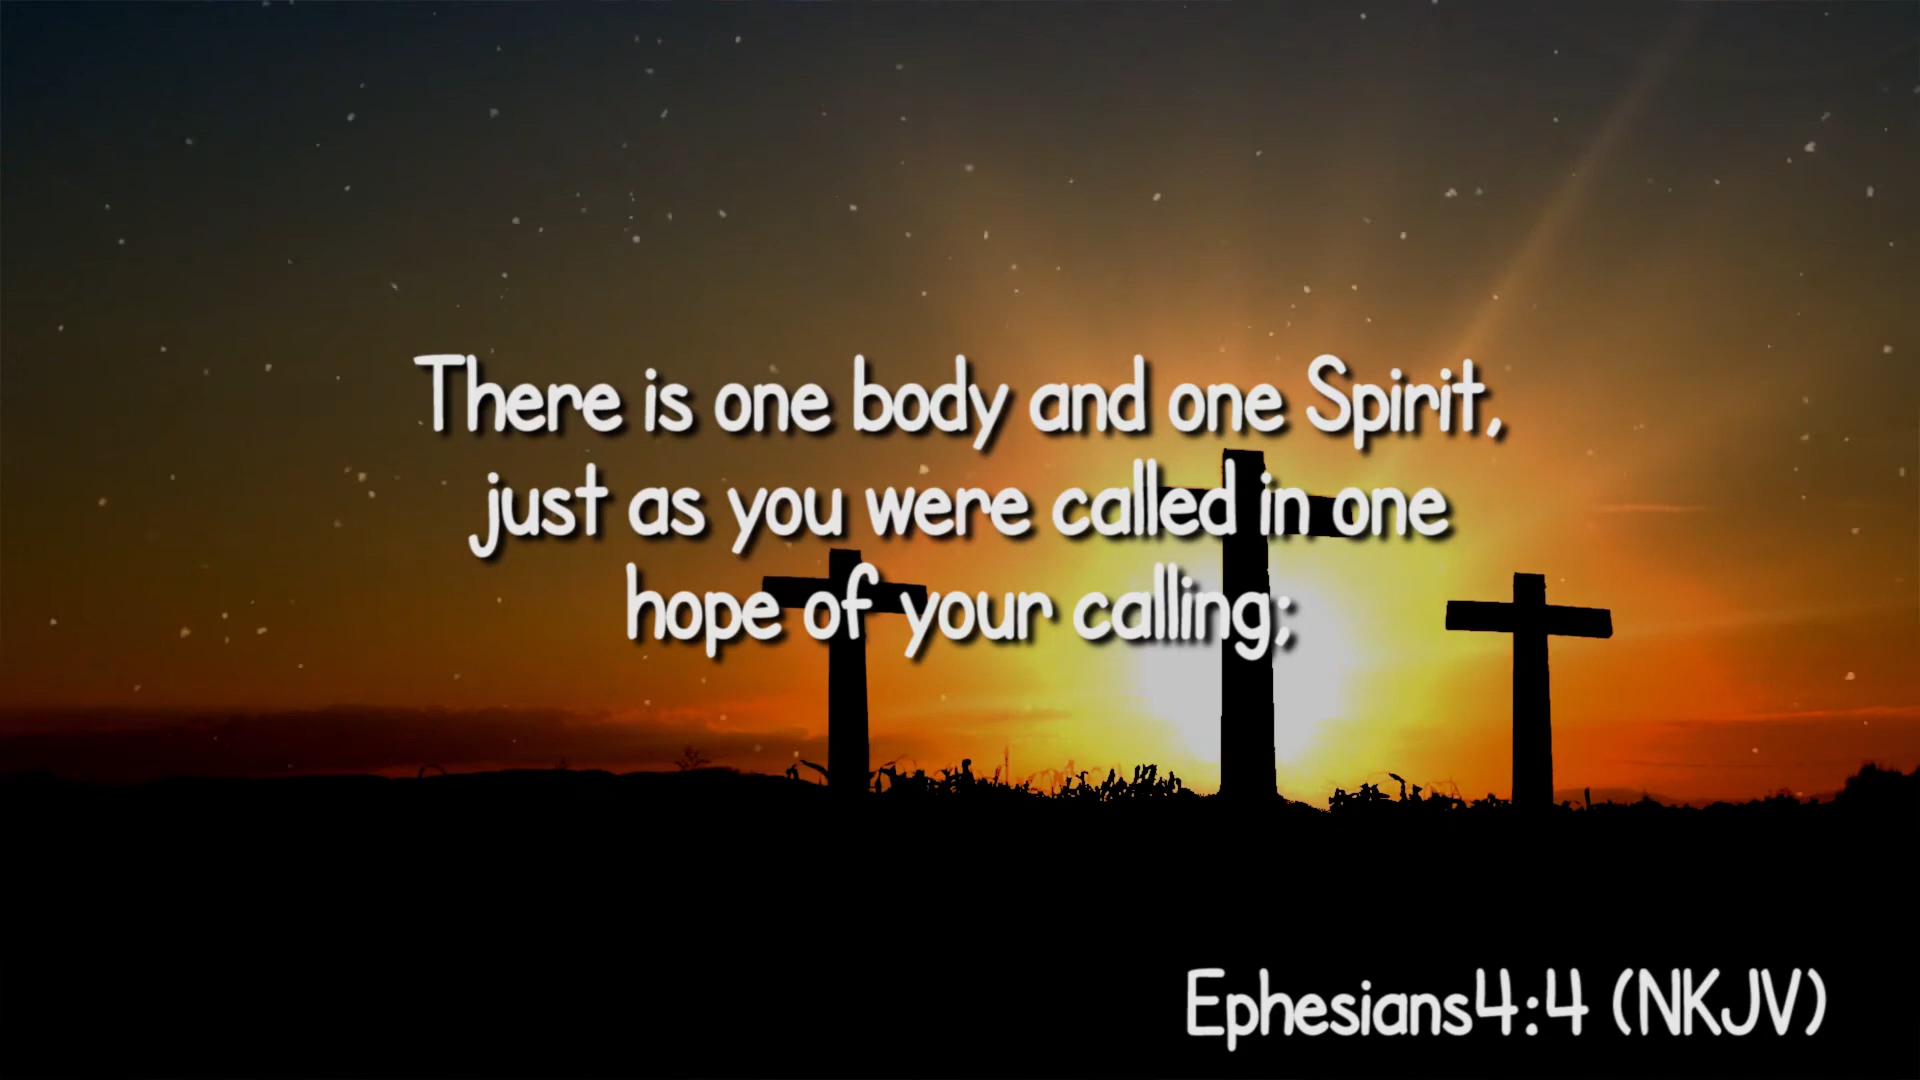 There is one body and one Spirit,
just as you were called in one
hope of your calling;
Ephesians4:4 (NKJV)